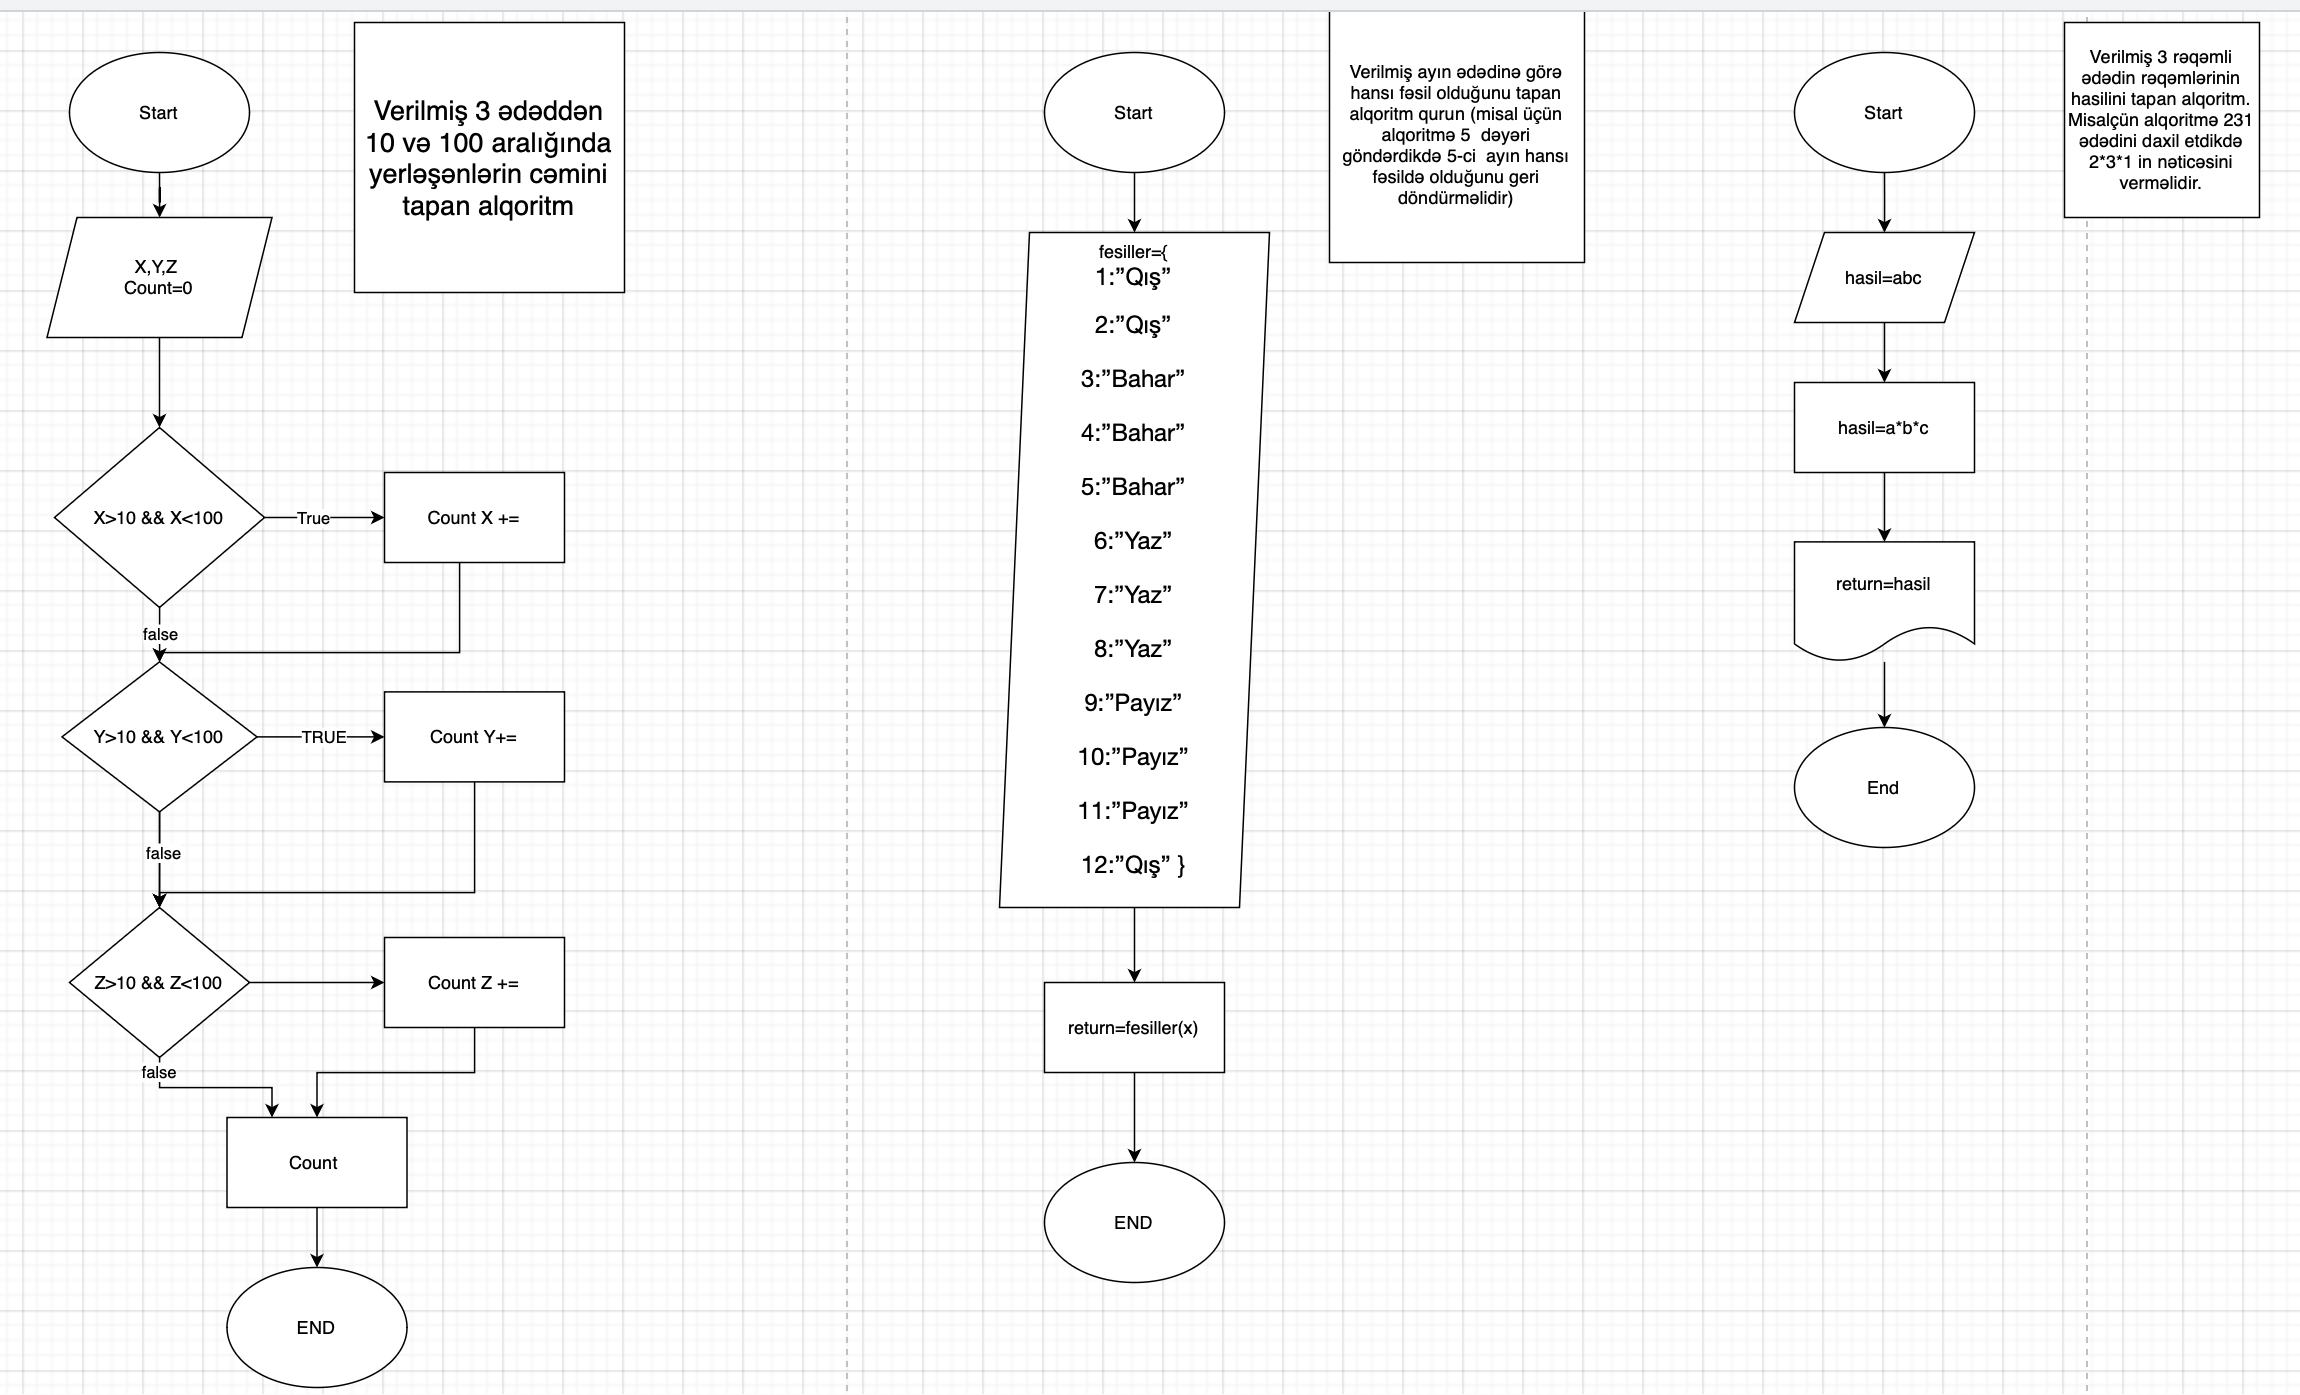 Start
X,Y,Z
Count=0
X>10 && X<100
True
Count X +=
false
Y>10 && Y<100
TRUE
Count Y+=
false
Z>10 && Z<100
Count Z +=
false
Count
END
Verilmiş 3 ədəddən
10 və 100 aralığında
yerləşənlərin cəmini
tapan alqoritm
Start
fesiller={
1:”Qış”
2:”Qış”
3:”Bahar”
4:”Bahar”
5:”Bahar”
6:”Yaz”
7:”Yaz”
8:”Yaz”
9:”Payız”
10:”Payız”
11:”Payız”
12:”Qış” }
return=fesiller(x)
END
Verilmiş ayın ədədinə görə
hansı fəsil olduğunu tapan
alqoritm qurun (misal üçün
alqoritmə 5  dəyəri
göndərdikdə 5-ci  ayın hansı
fəsildə olduğunu geri
döndürməlidir)
Start
hasil=abc
hasil=a*b*c
return=hasil
End
Verilmiş 3 rəqəmli
ədədin rəqəmlərinin
hasilini tapan alqoritm.
Misalçün alqoritmə 231
ədədini daxil etdikdə
2*3*1 in nəticəsini
verməlidir.